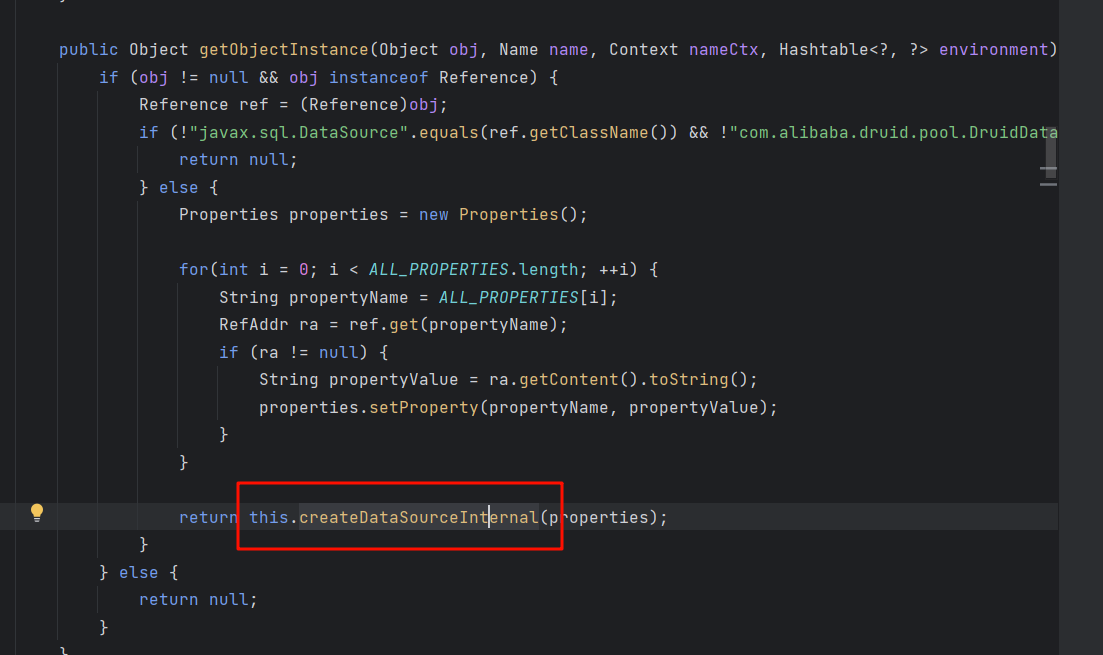 public Object getObjectInstance(Object obj, Name name, Context nameCtx, Hashtable<?, ?> environment)
if (obj != null && obj instanceof Reference) {
Reference ref = (Reference)obj;
if (!"javax.sql.DataSource".equals(ref.getClassName()) && !"com.alibaba.druid.pool.DruidData
return null;
} else {
Properties properties = new Properties();
for(int i = 0; i < ALL_PROPERTIES.length; ++i) {
String propertyName = ALL_PROPERTIES[i];
RefAddr ra = ref.get(propertyName);
if (ra != null) {
String propertyValue = ra.getContent().toString();
properties.setProperty(propertyName, propertyValue);
}
}
return this.createDataSourceInternal(properties);
}
} else {
return null;
}
}